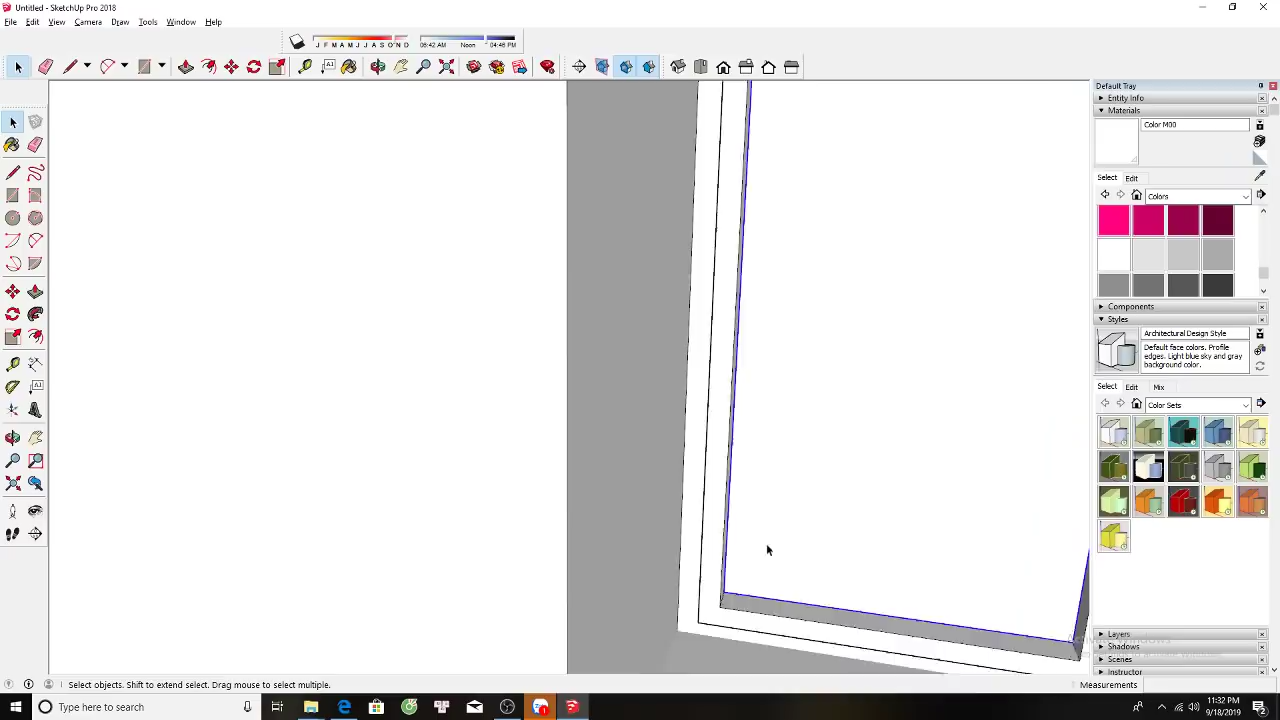 Untitled - SketchUp Pro 2018
File Edit View Camera Draw Tools Window Help
J F M A M J J A S O N D 06:42 AM Noon 04:46 PM
Default Tray
Entity Info
Materials
Color M00
Select Edit
Colors
Components
Styles
Architectural Design Style
Default face colors. Profile edges. Light blue sky and gray background color.
Select Edit Mix
Color Sets
Layers
Activate Windows
Shadows
Scenes
Instructor
Select objects. Shift to extend select. Drag mouse to select multiple.
Measurements
Type here to search
11:32 PM
9/18/2019